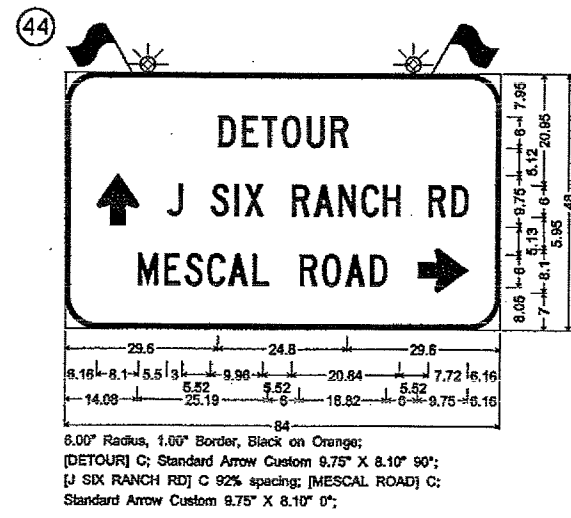 44
DETOUR
J SIX RANCH RD
MESCAL ROAD
7.95
6
20.95
5.12
9.75
6
48
5.13
5.95
6
8.1
8.05
7
29.6 24.8 29.6
6.16 8.1 5.5 3 9.96 20.84 7.72 6.16
5.52 5.52 5.52
14.08 25.19 6 18.82 6 9.75 6.16
84
6.00" Radius, 1.00" Border, Black on Orange;
[DETOUR] C; Standard Arrow Custom 9.75" X 8.10" 90°;
[J SIX RANCH RD] C 92% spacing; [MESCAL ROAD] C;
Standard Arrow Custom 9.75" X 8.10" 0°;